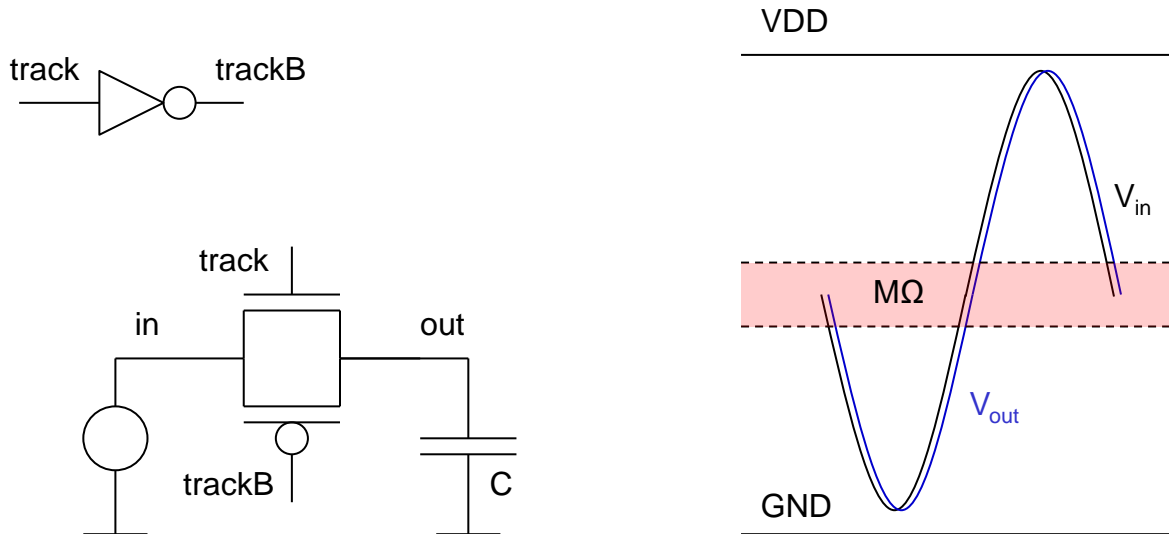 track
trackB
track
in
out
trackB
C
VDD
V_in
MΩ
V_out
GND